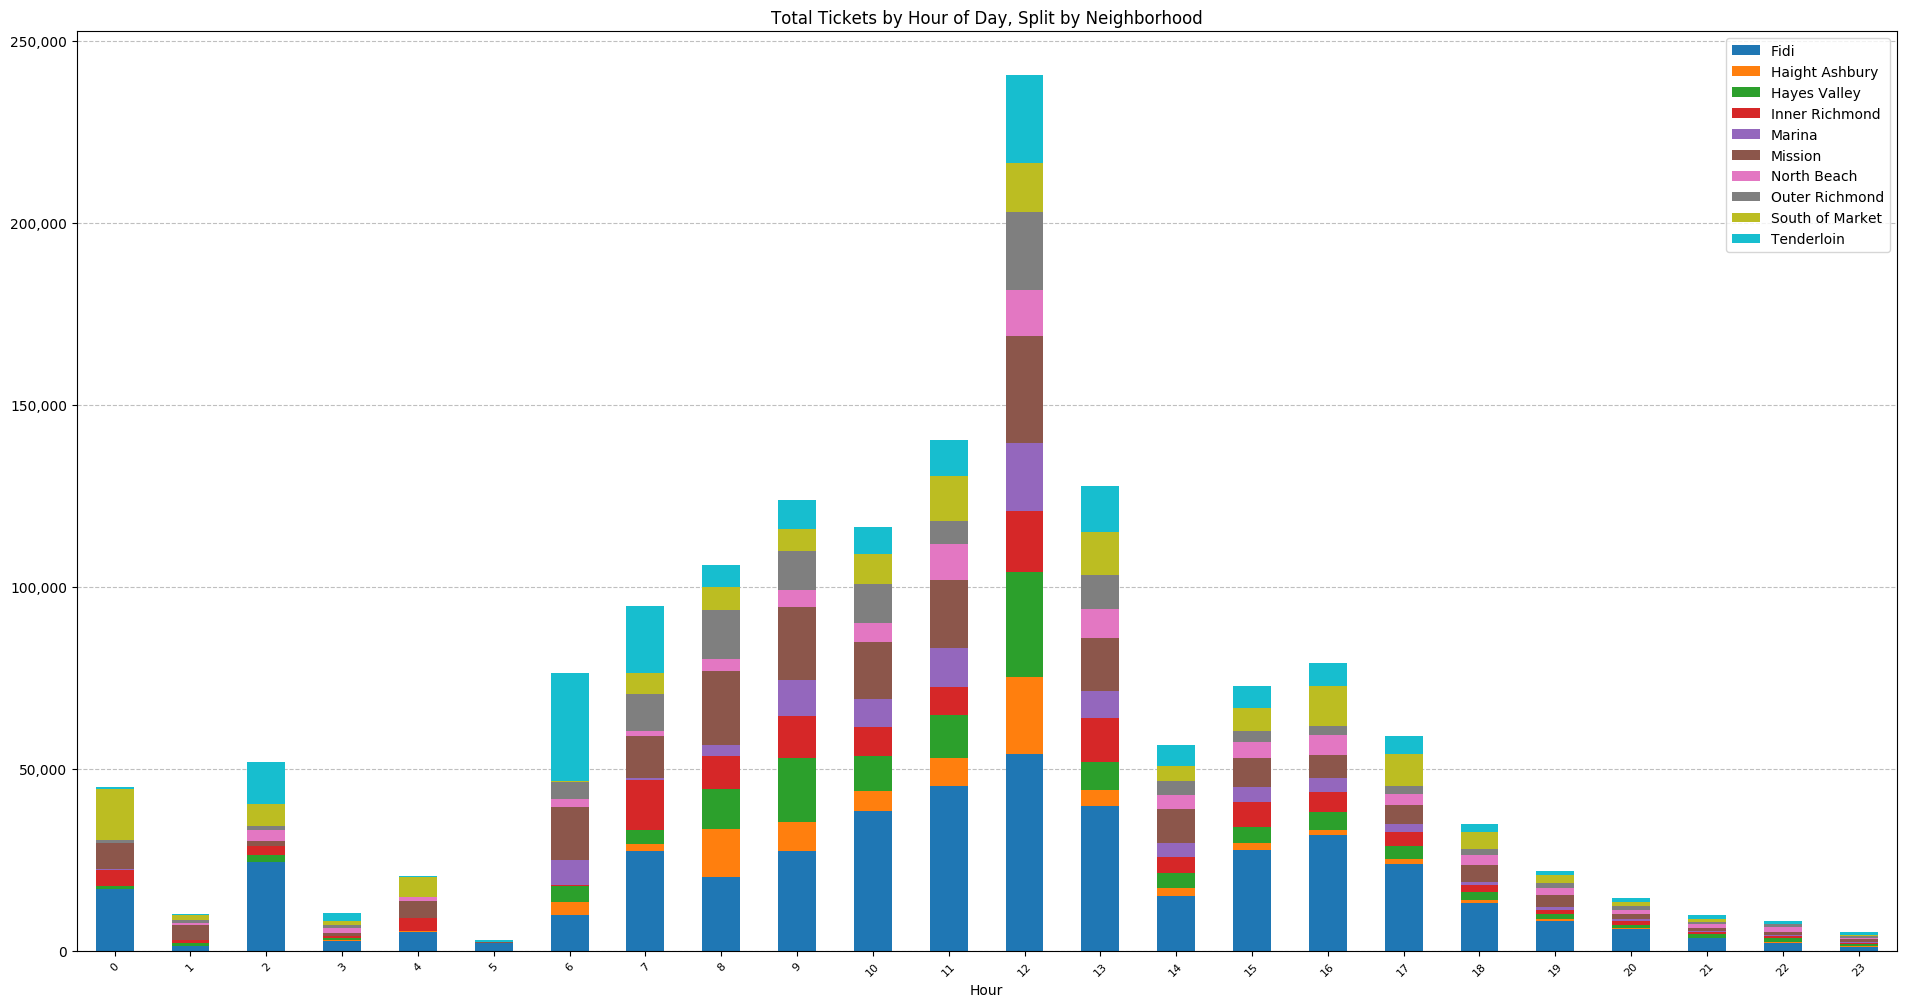 Total Tickets by Hour of Day, Split by Neighborhood
250,000
200,000
150,000
100,000
50,000
0
Fidi
Haight Ashbury
Hayes Valley
Inner Richmond
Marina
Mission
North Beach
Outer Richmond
South of Market
Tenderloin
0 1 2 3 4 5 6 7 8 9 10 11 12 13 14 15 16 17 18 19 20 21 22 23
Hour